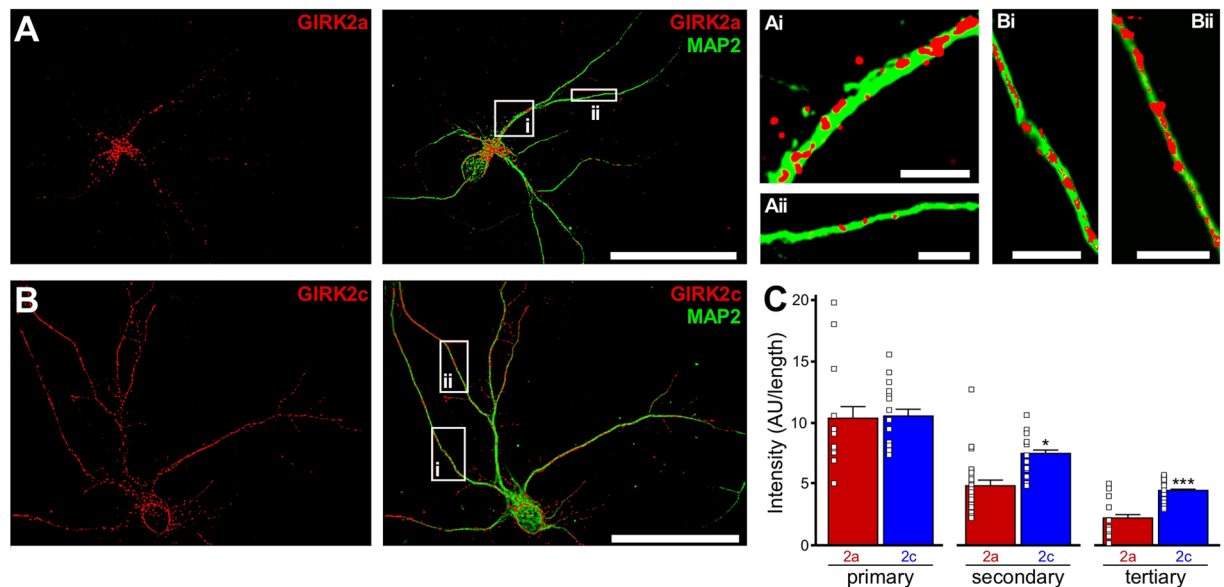 A
GIRK2a
GIRK2a
MAP2
i
ii
Ai
Aii
Bi
Bii
B
GIRK2c
GIRK2c
MAP2
ii
i
C
Intensity (AU/length)
20
15
10
5
0
*
***
2a 2c 2a 2c 2a 2c
primary secondary tertiary